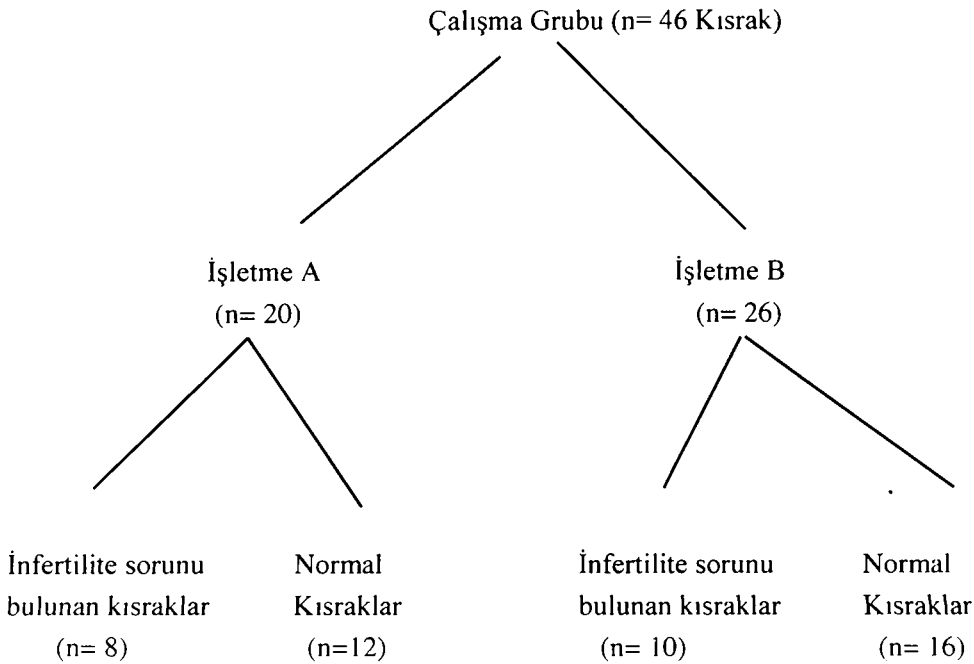 Çalışma Grubu (n= 46 Kısrak)
İşletme A
(n= 20)
İşletme B
(n= 26)
İnfertilite sorunu
bulunan kısraklar
(n= 8)
Normal
Kısraklar
(n=12)
İnfertilite sorunu
bulunan kısraklar
(n= 10)
Normal
Kısraklar
(n= 16)